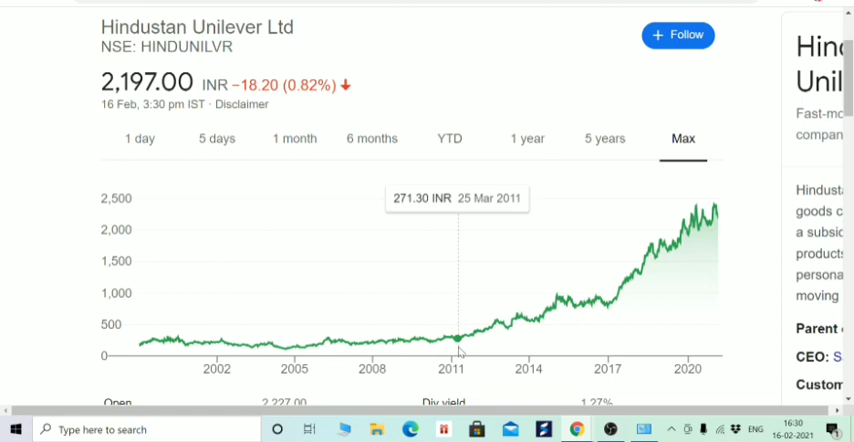 Hindustan Unilever Ltd
NSE: HINDUNILVR
Follow
2,197.00 INR −18.20 (0.82%)
16 Feb, 3:30 pm IST · Disclaimer
1 day 5 days 1 month 6 months YTD 1 year 5 years Max
271.30 INR 25 Mar 2011
2,500
2,000
1,500
1,000
500
0
2002 2005 2008 2011 2014 2017 2020
Open 2,227.00 Div yield 1.27%
Hind
Unil
Fast-mo
compan
Hindusta
goods c
a subsid
products
persona
moving
Parent
CEO: S
Custom
Type here to search
ENG
16:30
16-02-2021